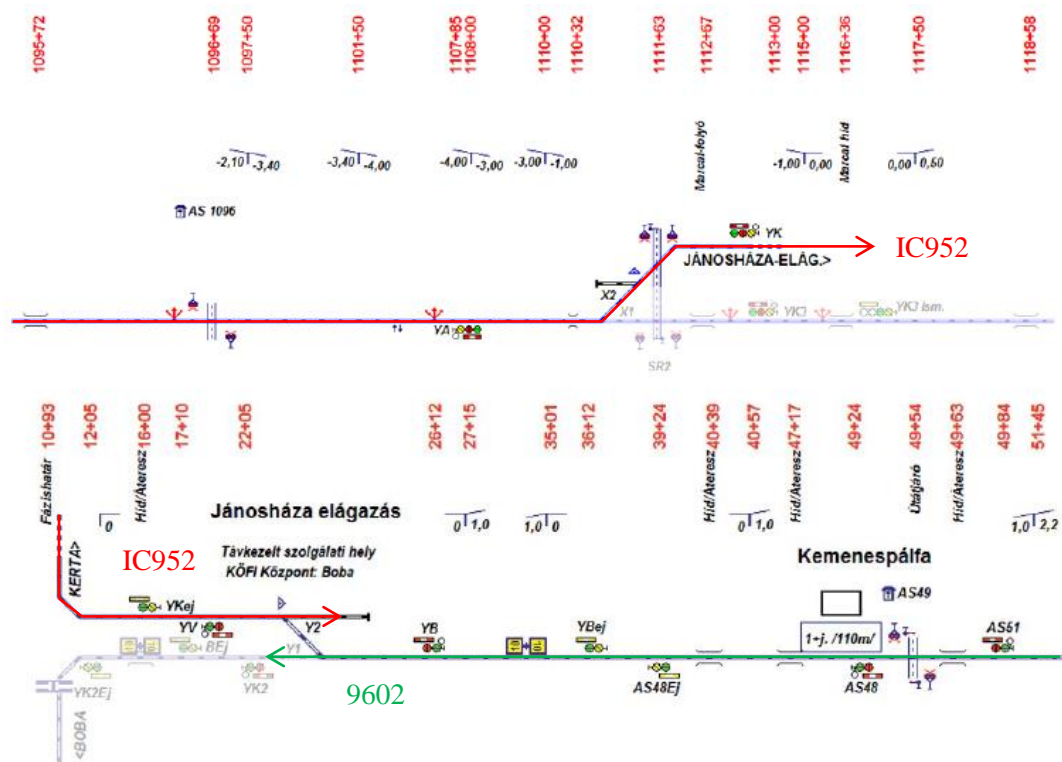 1095+72
1096+69
1097+50
1101+50
1107+85
1108+00
1110+00
1110+32
1111+63
1112+67
1113+00
1115+00
1116+36
1117+50
1118+58
Marcal-folyó
Marcal híd
-2,10 -3,40
-3,40 -4,00
-4,00 -3,00
-3,00 -1,00
-1,00 0,00
0,00 0,50
AS 1096
YK
IC952
JÁNOSHÁZA-ELÁG.>
X2
X1
YA
YK3
YK3 ism.
SR2
10+93
12+05
16+00
17+10
22+05
26+12
27+15
35+01
36+12
39+24
40+39
40+57
47+17
49+24
49+54
49+63
49+84
51+45
Fázishatár
Híd/Áteresz
Híd/Áteresz
Híd/Áteresz
Útátjáró
Híd/Áteresz
0
Jánosháza elágazás
0 1,0
1,0 0
0 1,0
1,0 2,2
KERTA>
IC952
Távkezelt szolgálati hely
KÖFI Központ: Boba
Kemenespálfa
AS49
YKej
YV
Y2
YB
YBej
1+j. /110m/
AS51
BEj
Y1
YK2Ej
YK2
9602
AS48Ej
AS48
<BOBA